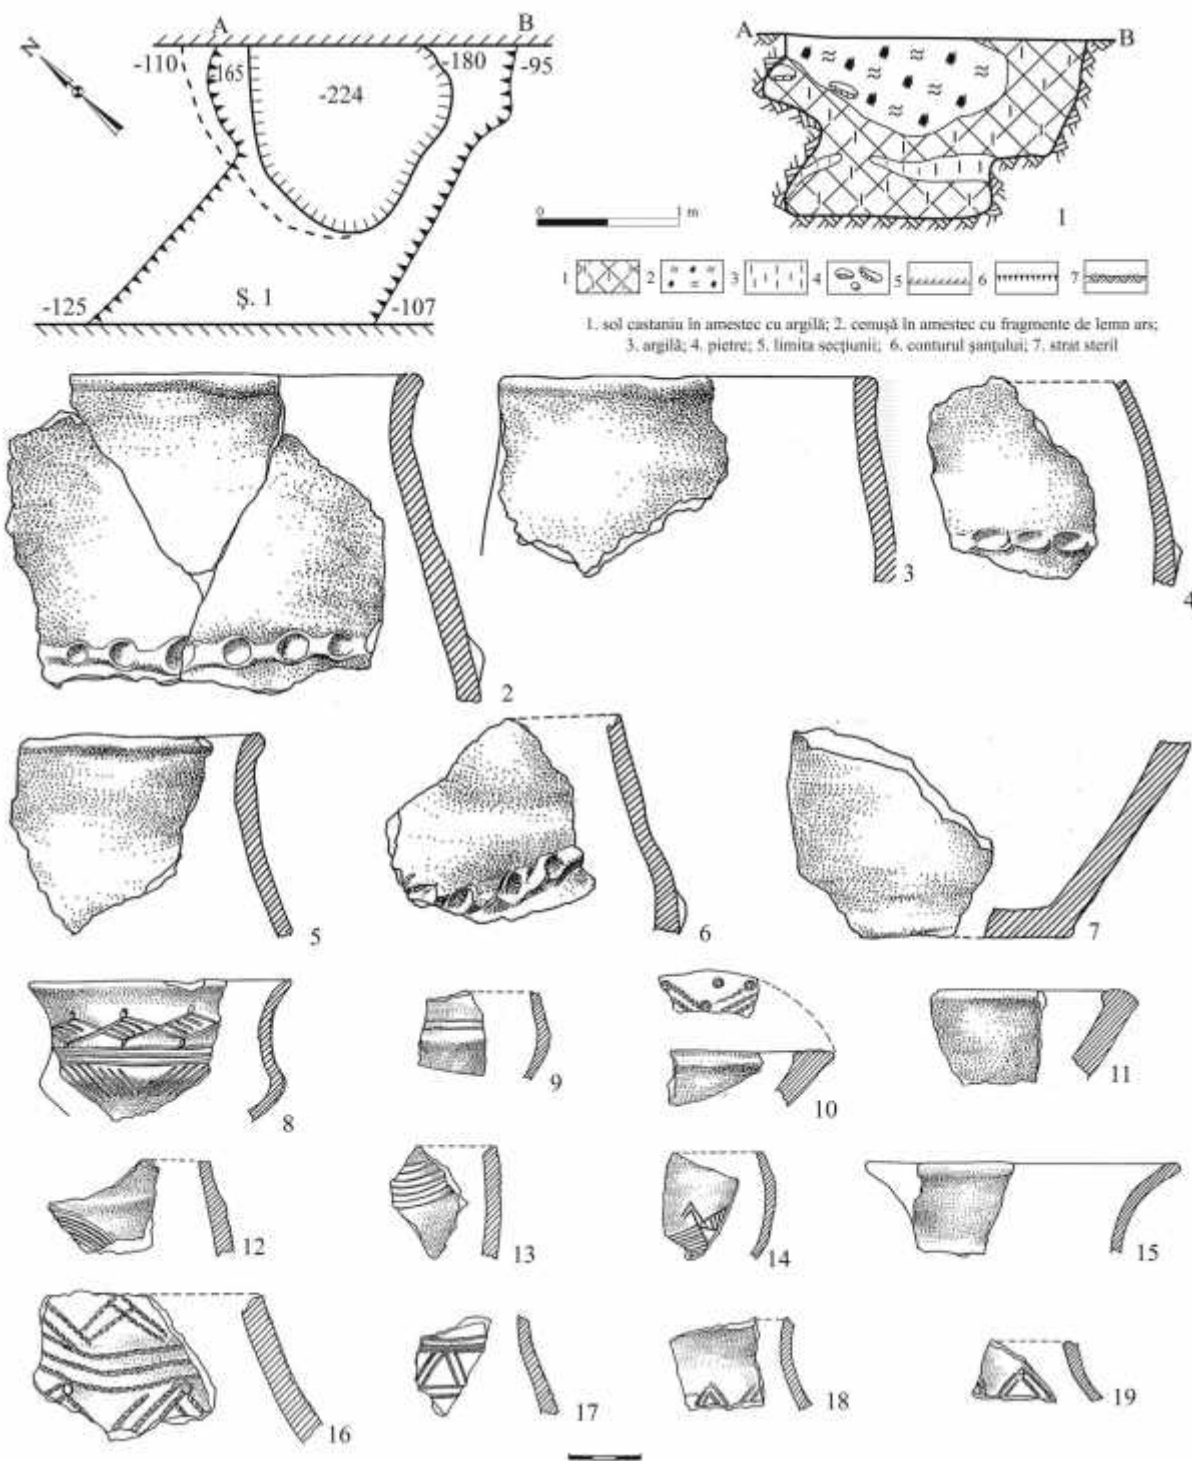 N
A B
-110 165 -224 -180 -95
-125 Ş. 1 -107
A B
0 1 m
1
1 2 3 4 5 6 7
1. sol castaniu în amestec cu argilă; 2. cenuşă în amestec cu fragmente de lemn ars;
3. argilă; 4. pietre; 5. limita secţiunii; 6. conturul şanţului; 7. strat steril
2 3 4
5 6 7
8 9 10 11
12 13 14 15
16 17 18 19